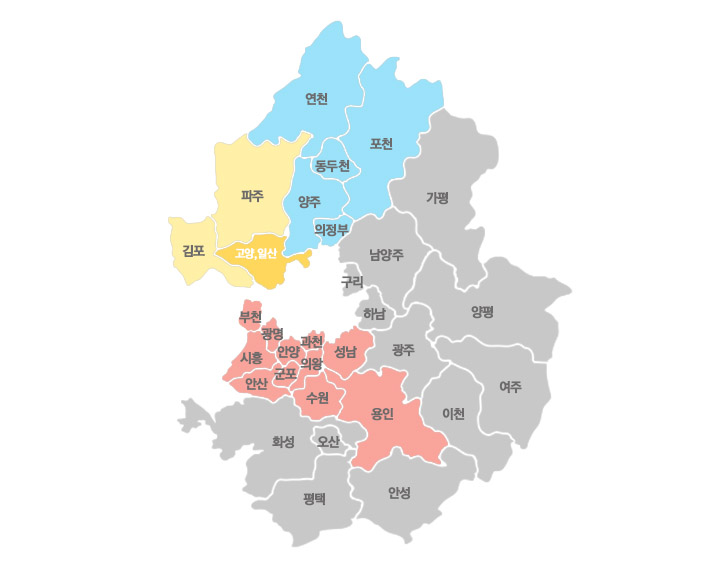 연천
포천
동두천
파주
양주
가평
의정부
김포
고양,일산
남양주
구리
양평
하남
부천
광명
과천
안양
성남
광주
시흥
의왕
군포
안산
여주
수원
용인
이천
화성
오산
안성
평택